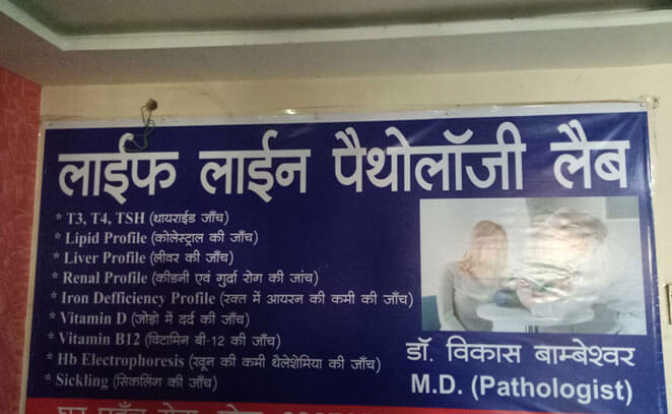 लाईफ लाईन पैथोलॉजी लैब
* T3, T4, TSH (थायराईड जाँच)
* Lipid Profile (कोलेस्ट्राल की जाँच)
* Liver Profile (लीवर की जाँच)
* Renal Profile (कीडनी एवं गुर्दा रोग की जांच)
* Iron Defficiency Profile (रक्त में आयरन की कमी की जाँच)
* Vitamin D (जोड़ो में दर्द की जाँच)
* Vitamin B12 (विटामिन बी-12 की जाँच)
* Hb Electrophoresis (खून की कमी थैलेशेमिया की जाँच)
* Sickling (सिकलिंग की जाँच)
डॉ. विकास बाम्बेश्वर
M.D. (Pathologist)